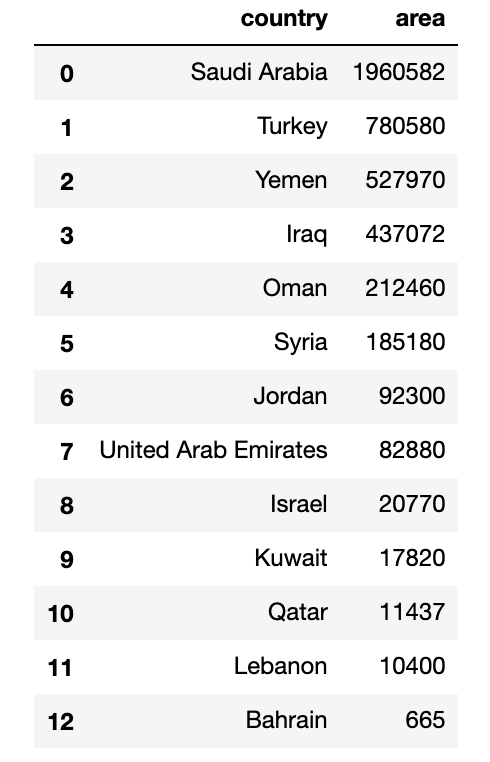 country area
0 Saudi Arabia 1960582
1 Turkey 780580
2 Yemen 527970
3 Iraq 437072
4 Oman 212460
5 Syria 185180
6 Jordan 92300
7 United Arab Emirates 82880
8 Israel 20770
9 Kuwait 17820
10 Qatar 11437
11 Lebanon 10400
12 Bahrain 665